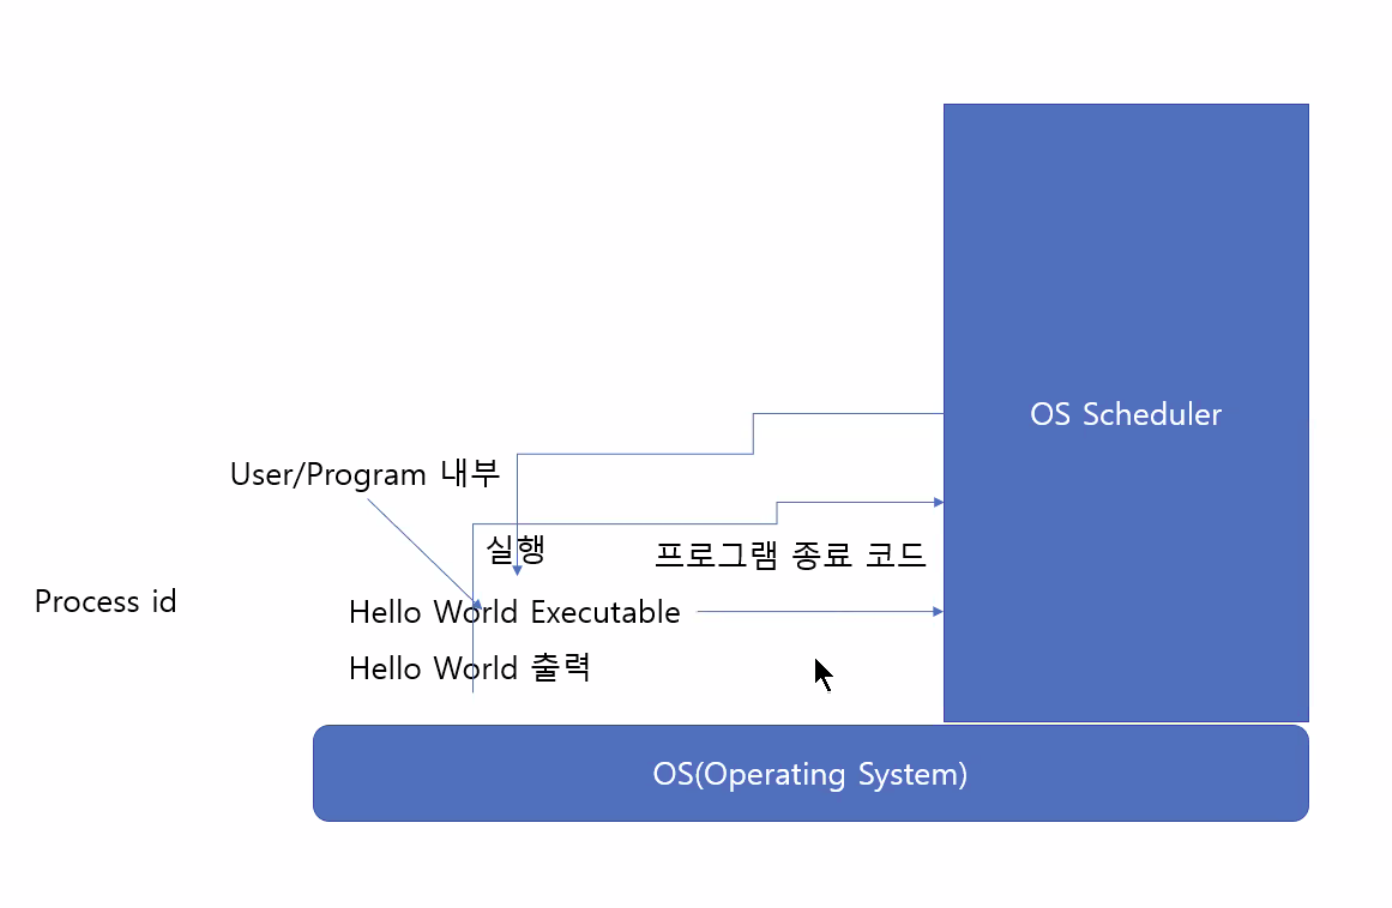 OS Scheduler
User/Program 내부
실행
프로그램 종료 코드
Process id
Hello World Executable
Hello World 출력
OS(Operating System)